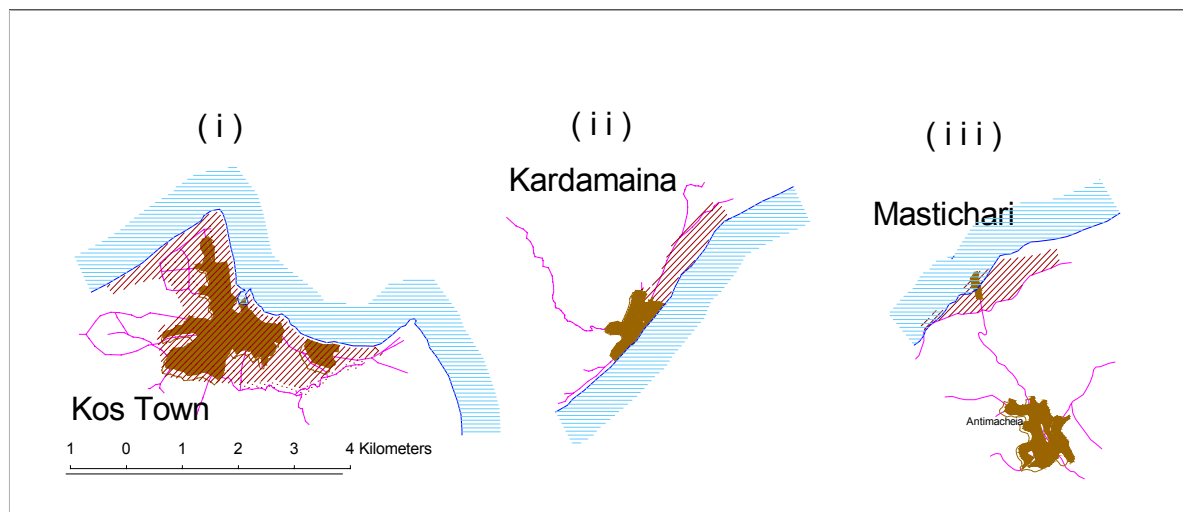 ( i )
( i i )
( i i i )
Kardamaina
Mastichari
Kos Town
Antimacheia
1 0 1 2 3 4 Kilometers